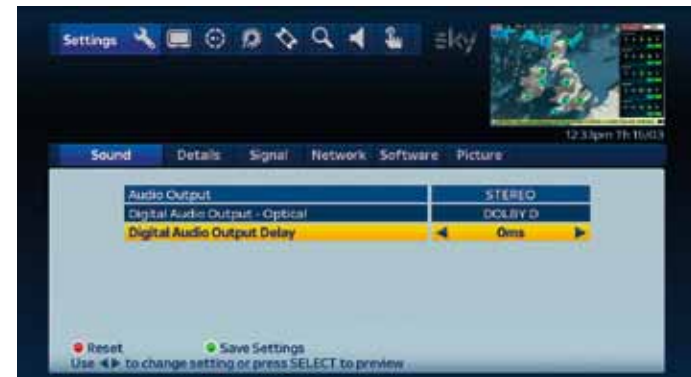 Settings
sky
12.33pm Th 15/03
Sound Details Signal Network Software Picture
Audio Output STEREO
Digital Audio Output - Optical DOLBY D
Digital Audio Output Delay 0ms
Reset Save Settings
Use ◀▶ to change setting or press SELECT to preview